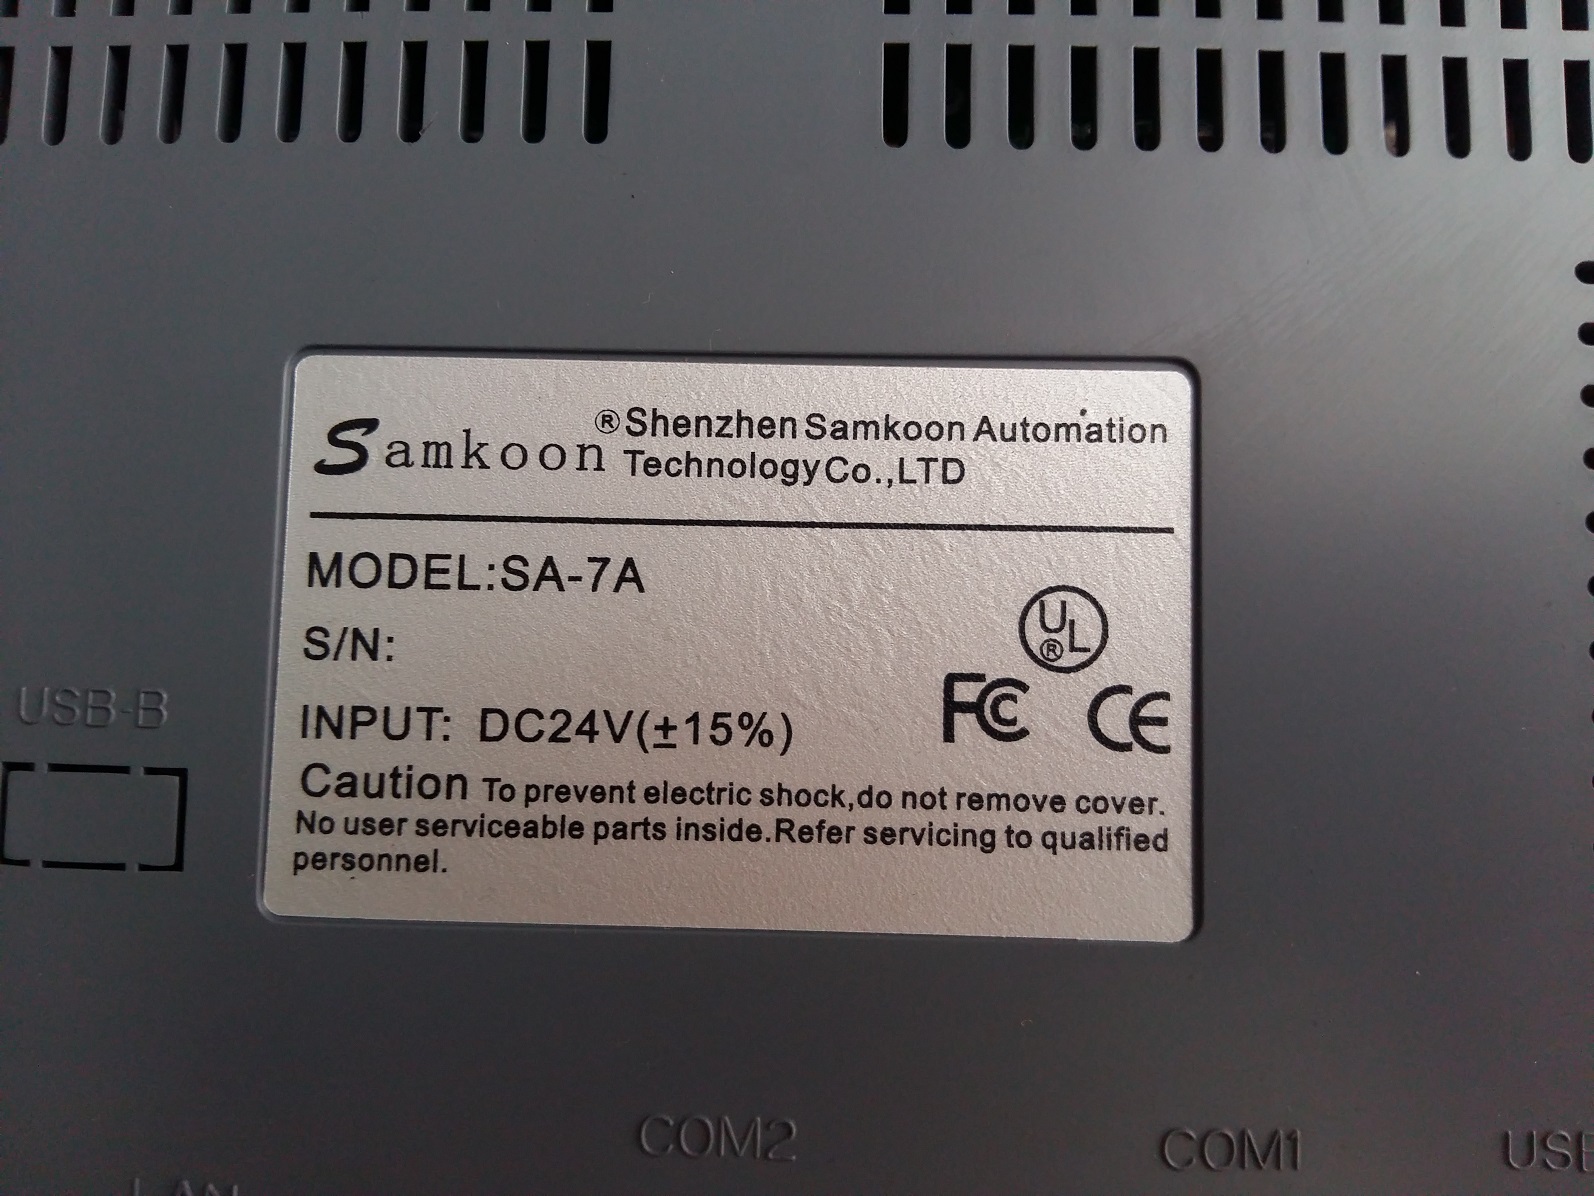 Samkoon® Shenzhen Samkoon Automation
Technology Co.,LTD
MODEL:SA-7A
S/N:
INPUT: DC24V(±15%)
UL®
FC CE
Caution To prevent electric shock,do not remove cover.
No user serviceable parts inside.Refer servicing to qualified
personnel.
USB-B
COM2
COM1
USB
LAN